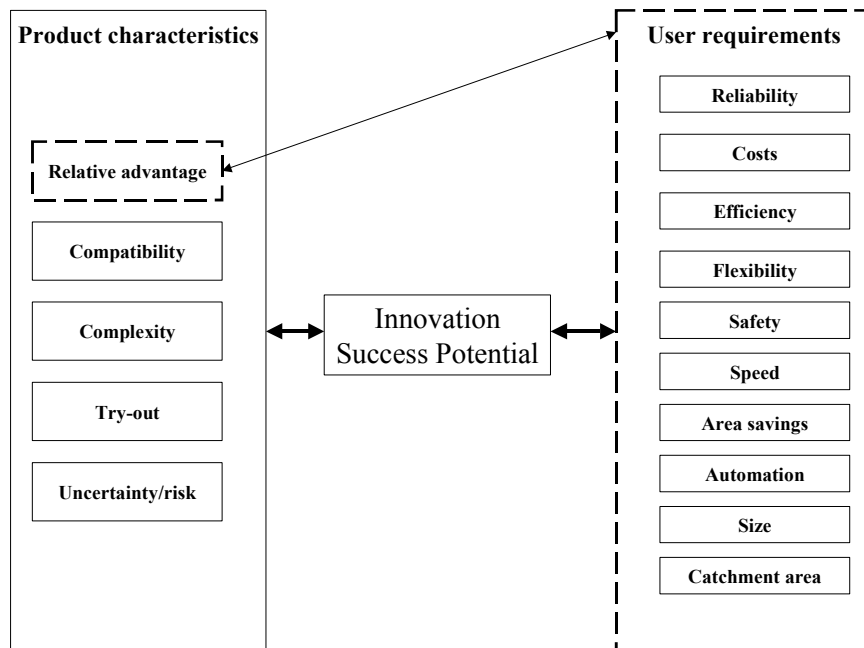 Product characteristics
Relative advantage
Compatibility
Complexity
Try-out
Uncertainty/risk
Innovation
Success Potential
User requirements
Reliability
Costs
Efficiency
Flexibility
Safety
Speed
Area savings
Automation
Size
Catchment area